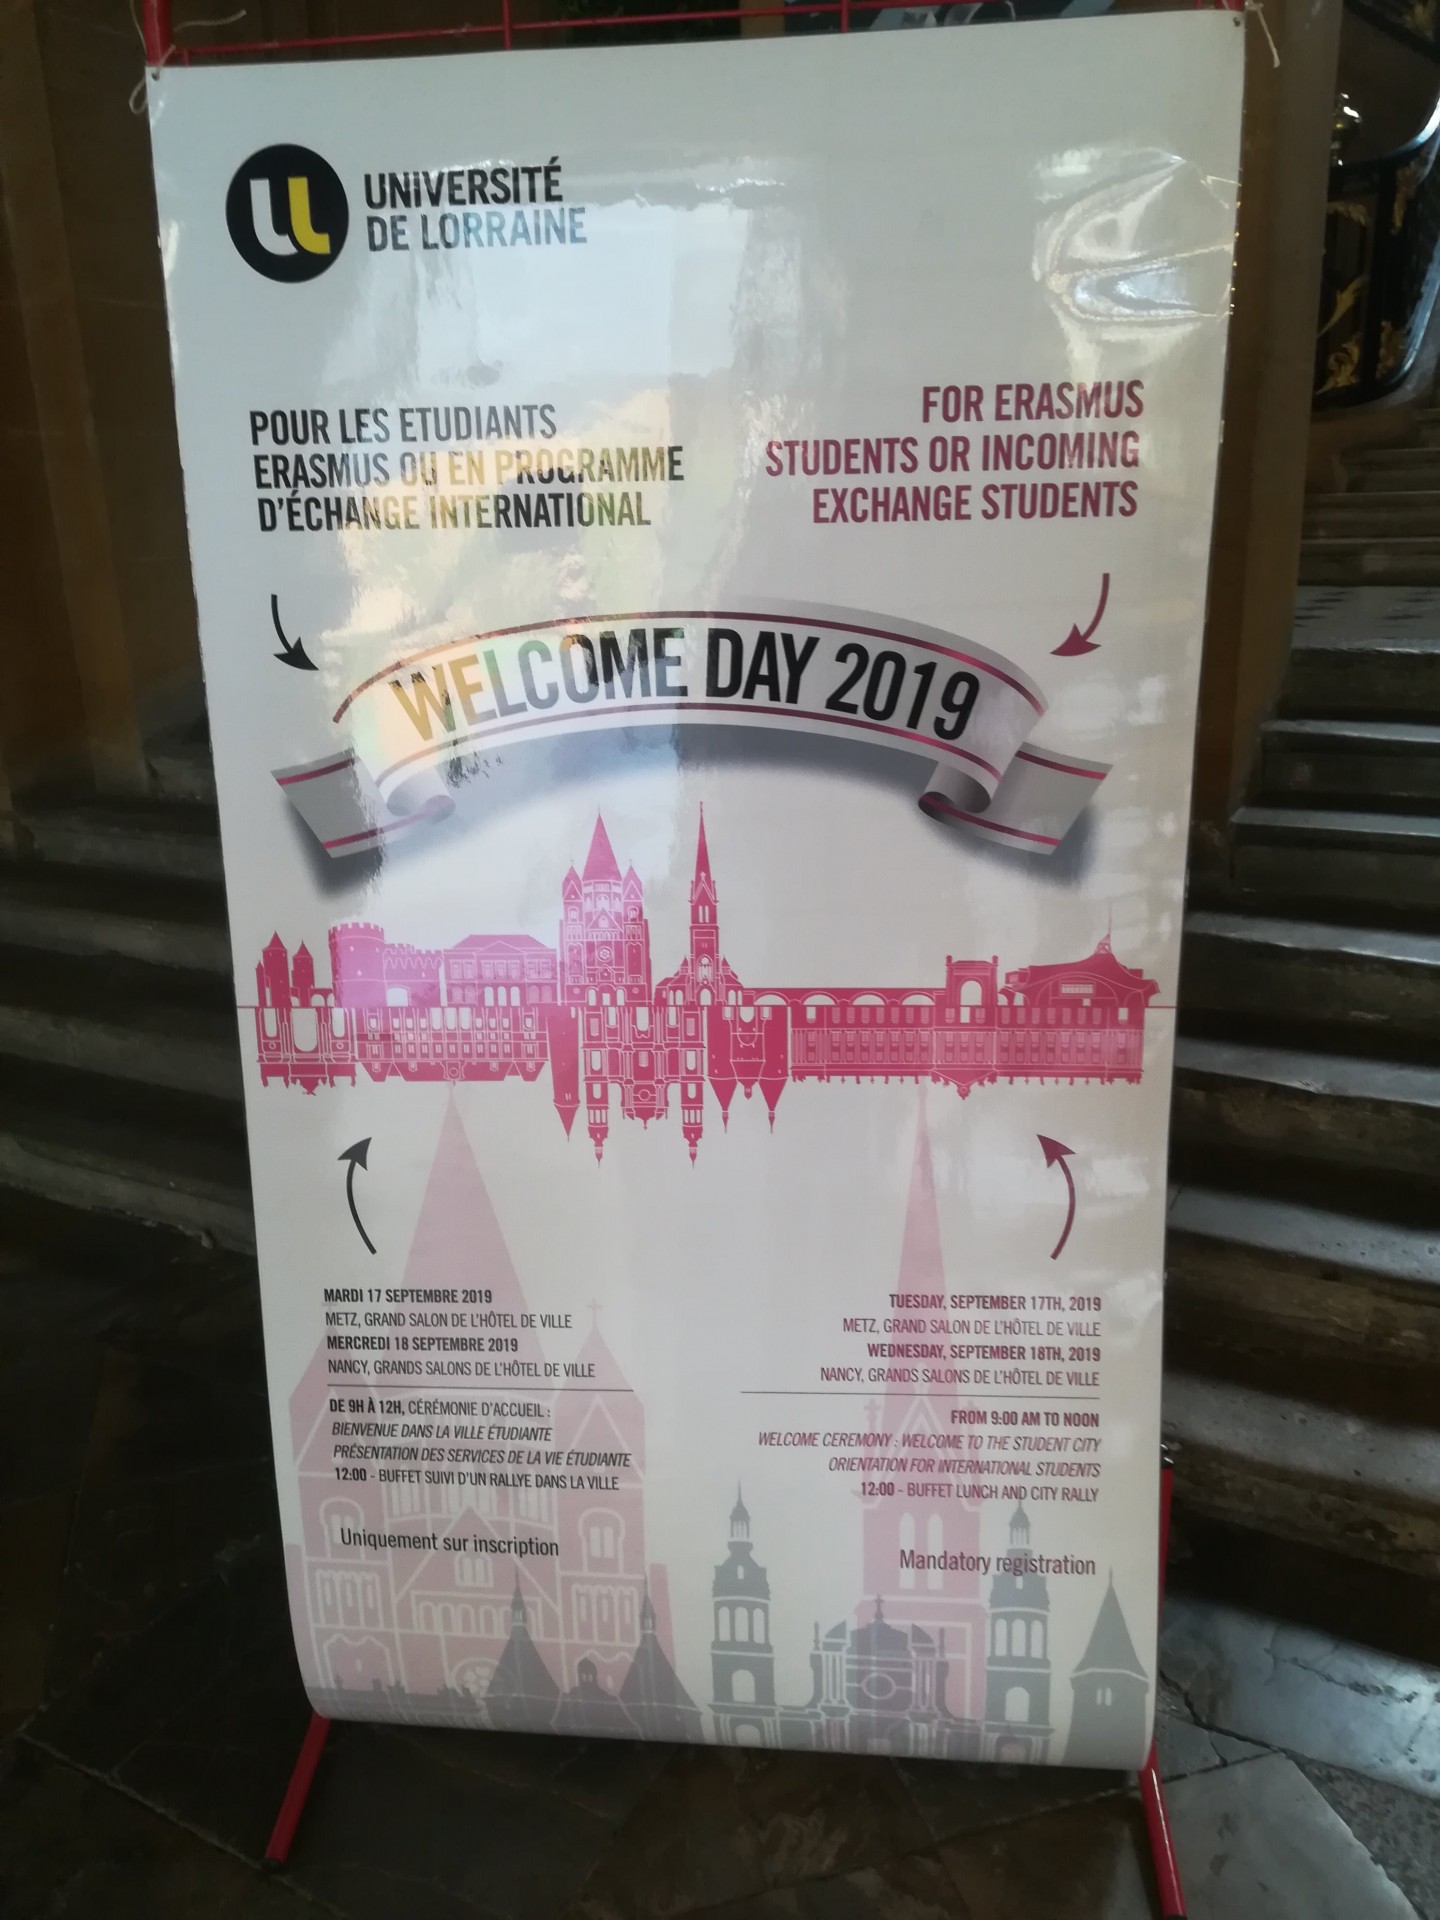 UNIVERSITÉ
DE LORRAINE
POUR LES ETUDIANTS
ERASMUS OU EN PROGRAMME
D'ÉCHANGE INTERNATIONAL
FOR ERASMUS
STUDENTS OR INCOMING
EXCHANGE STUDENTS
WELCOME DAY 2019
MARDI 17 SEPTEMBRE 2019
METZ, GRAND SALON DE L'HÔTEL DE VILLE
MERCREDI 18 SEPTEMBRE 2019
NANCY, GRANDS SALONS DE L'HÔTEL DE VILLE
DE 9H À 12H, CÉRÉMONIE D'ACCUEIL :
BIENVENUE DANS LA VILLE ÉTUDIANTE
PRÉSENTATION DES SERVICES DE LA VIE ÉTUDIANTE
12:00 - BUFFET SUIVI D'UN RALLYE DANS LA VILLE
Uniquement sur inscription
TUESDAY, SEPTEMBER 17TH, 2019
METZ, GRAND SALON DE L'HÔTEL DE VILLE
WEDNESDAY, SEPTEMBER 18TH, 2019
NANCY, GRANDS SALONS DE L'HÔTEL DE VILLE
FROM 9:00 AM TO NOON
WELCOME CEREMONY : WELCOME TO THE STUDENT CITY
ORIENTATION FOR INTERNATIONAL STUDENTS
12:00 - BUFFET LUNCH AND CITY RALLY
Mandatory registration